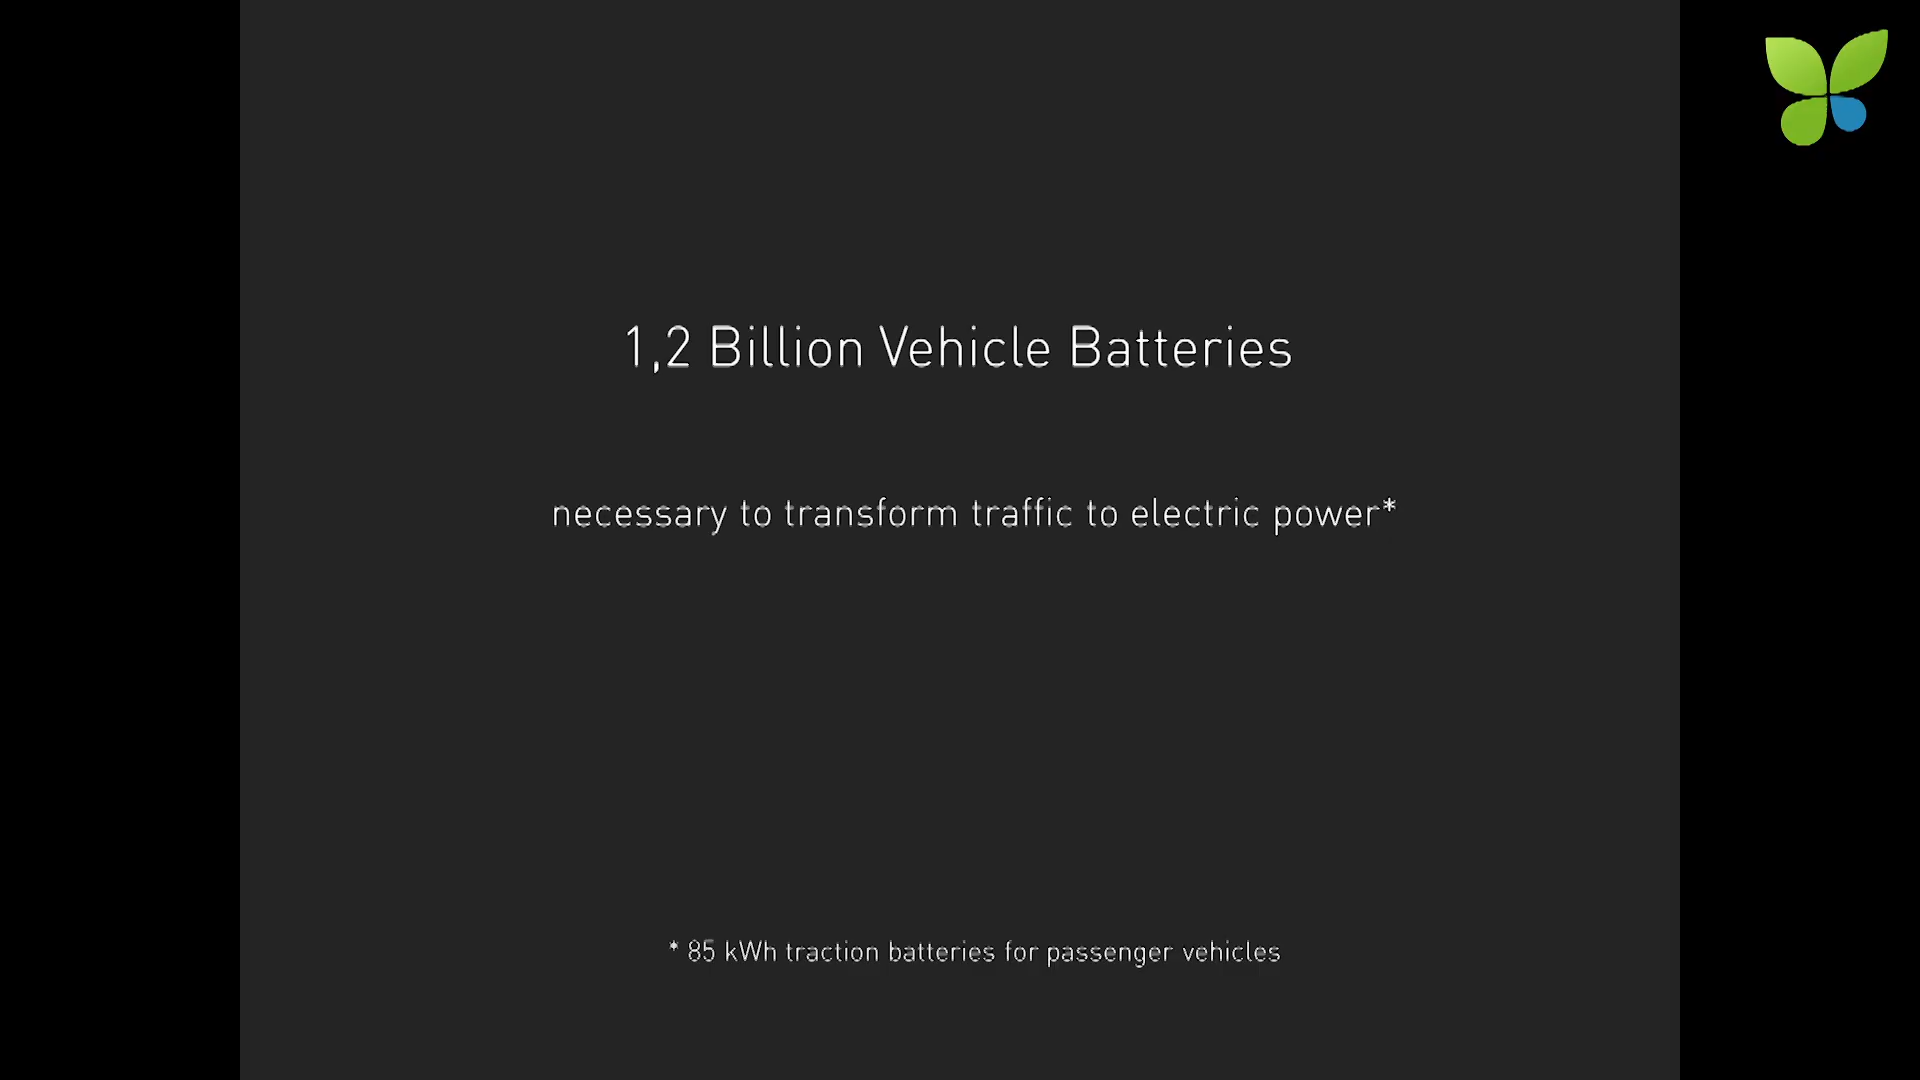 1,2 Billion Vehicle Batteries
necessary to transform traffic to electric power*
* 85 kWh traction batteries for passenger vehicles